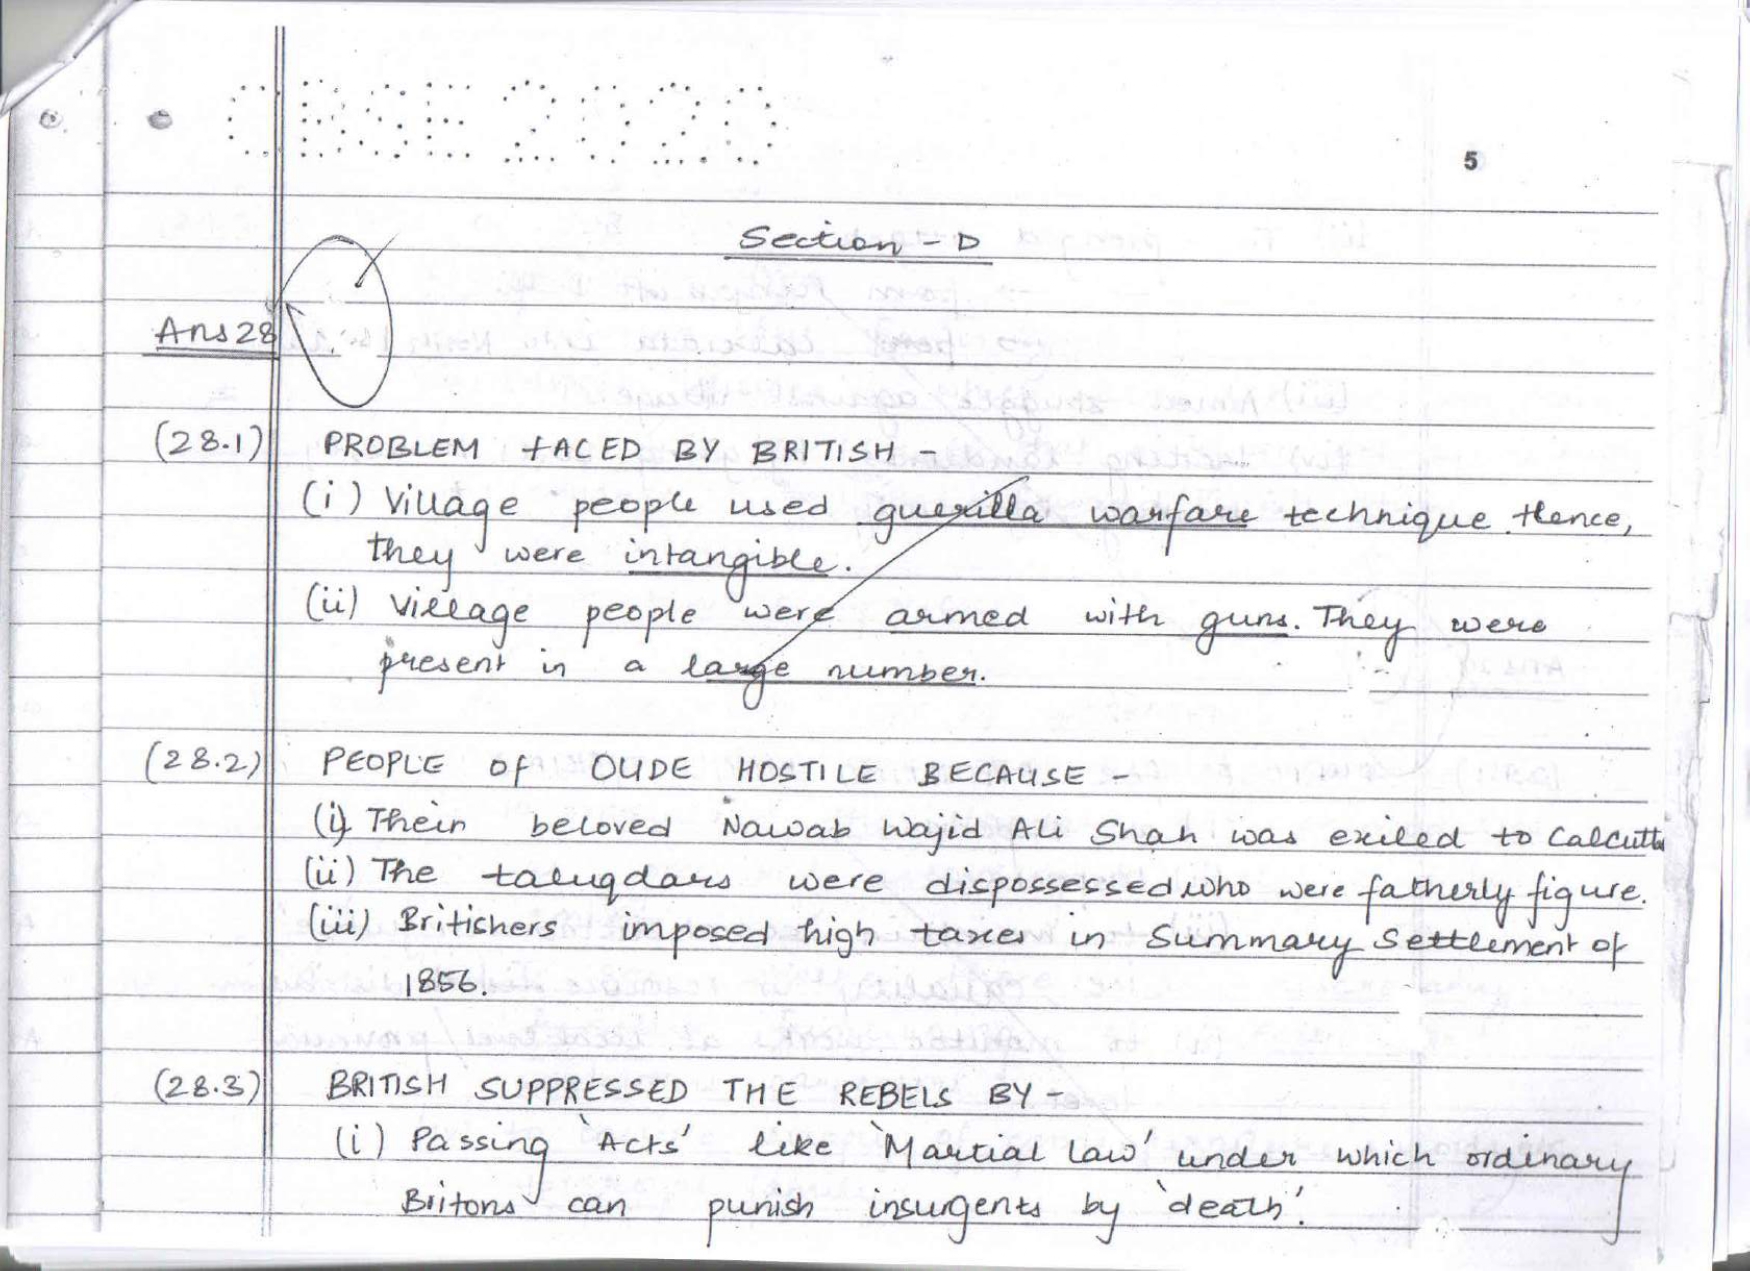 CBSE 2020
5
Section - D
Ans 28
(28.1) PROBLEM FACED BY BRITISH -
(i) Village people used guerilla warfare technique. Hence,
they were intangible.
(ii) Village people were armed with guns. They were
present in a large number.
(28.2) PEOPLE OF OUDE HOSTILE BECAUSE -
(i) Their beloved Nawab Wajid Ali Shah was exiled to Calcutta
(ii) The taluqdars were dispossessed who were fatherly figure.
(iii) Britishers imposed high taxes in Summary Settlement of
1856.
(28.3) BRITISH SUPPRESSED THE REBELS BY -
(i) Passing 'Acts' like 'Martial law' under which ordinary
Britons can punish insurgents by 'death'.